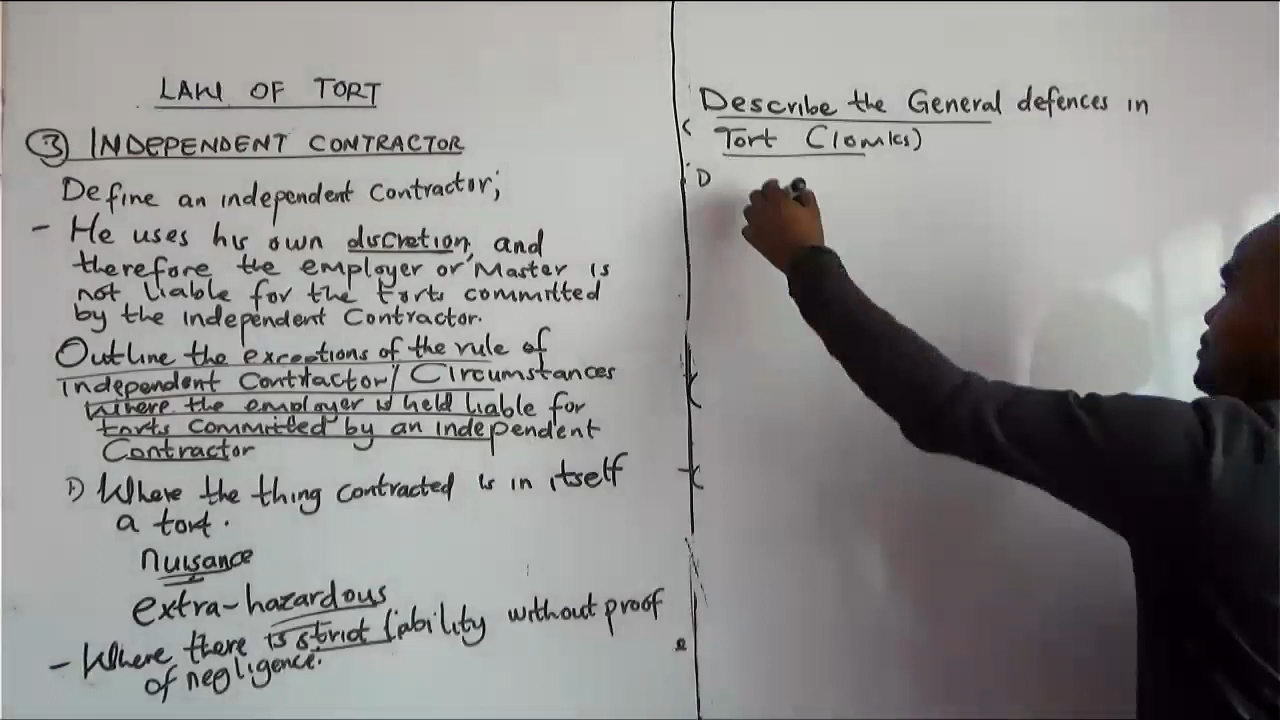 LAW OF TORT
3 INDEPENDENT CONTRACTOR
Define an independent Contractor;
- He uses his own discretion, and
therefore the employer or Master is
not liable for the torts committed
by the independent Contractor.
Outline the exceptions of the rule of
independent Contractor/ Circumstances
Where the employer is held liable for
torts committed by an independent
Contractor
1) Where the thing contracted is in itself
a tort.
nuisance
extra-hazardous
- Where there is strict liability without proof
of negligence.
Describe the General defences in
Tort (10mks)